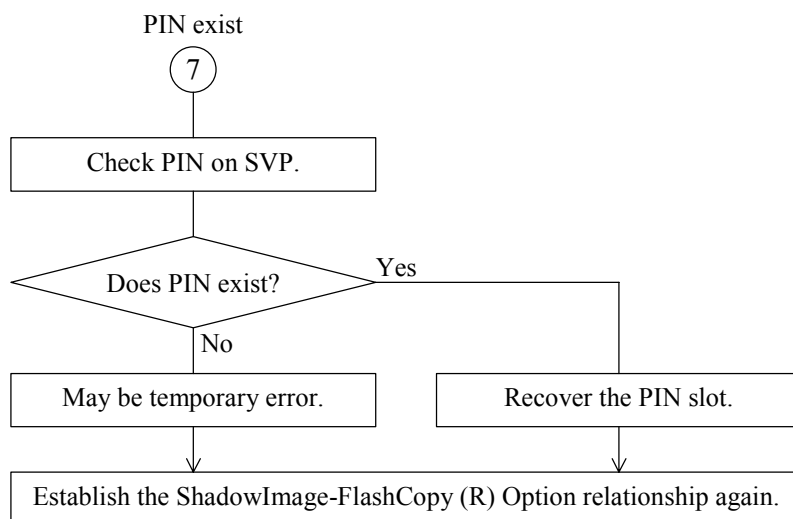 PIN exist
7
Check PIN on SVP.
Does PIN exist?
Yes
No
May be temporary error.
Recover the PIN slot.
Establish the ShadowImage-FlashCopy (R) Option relationship again.